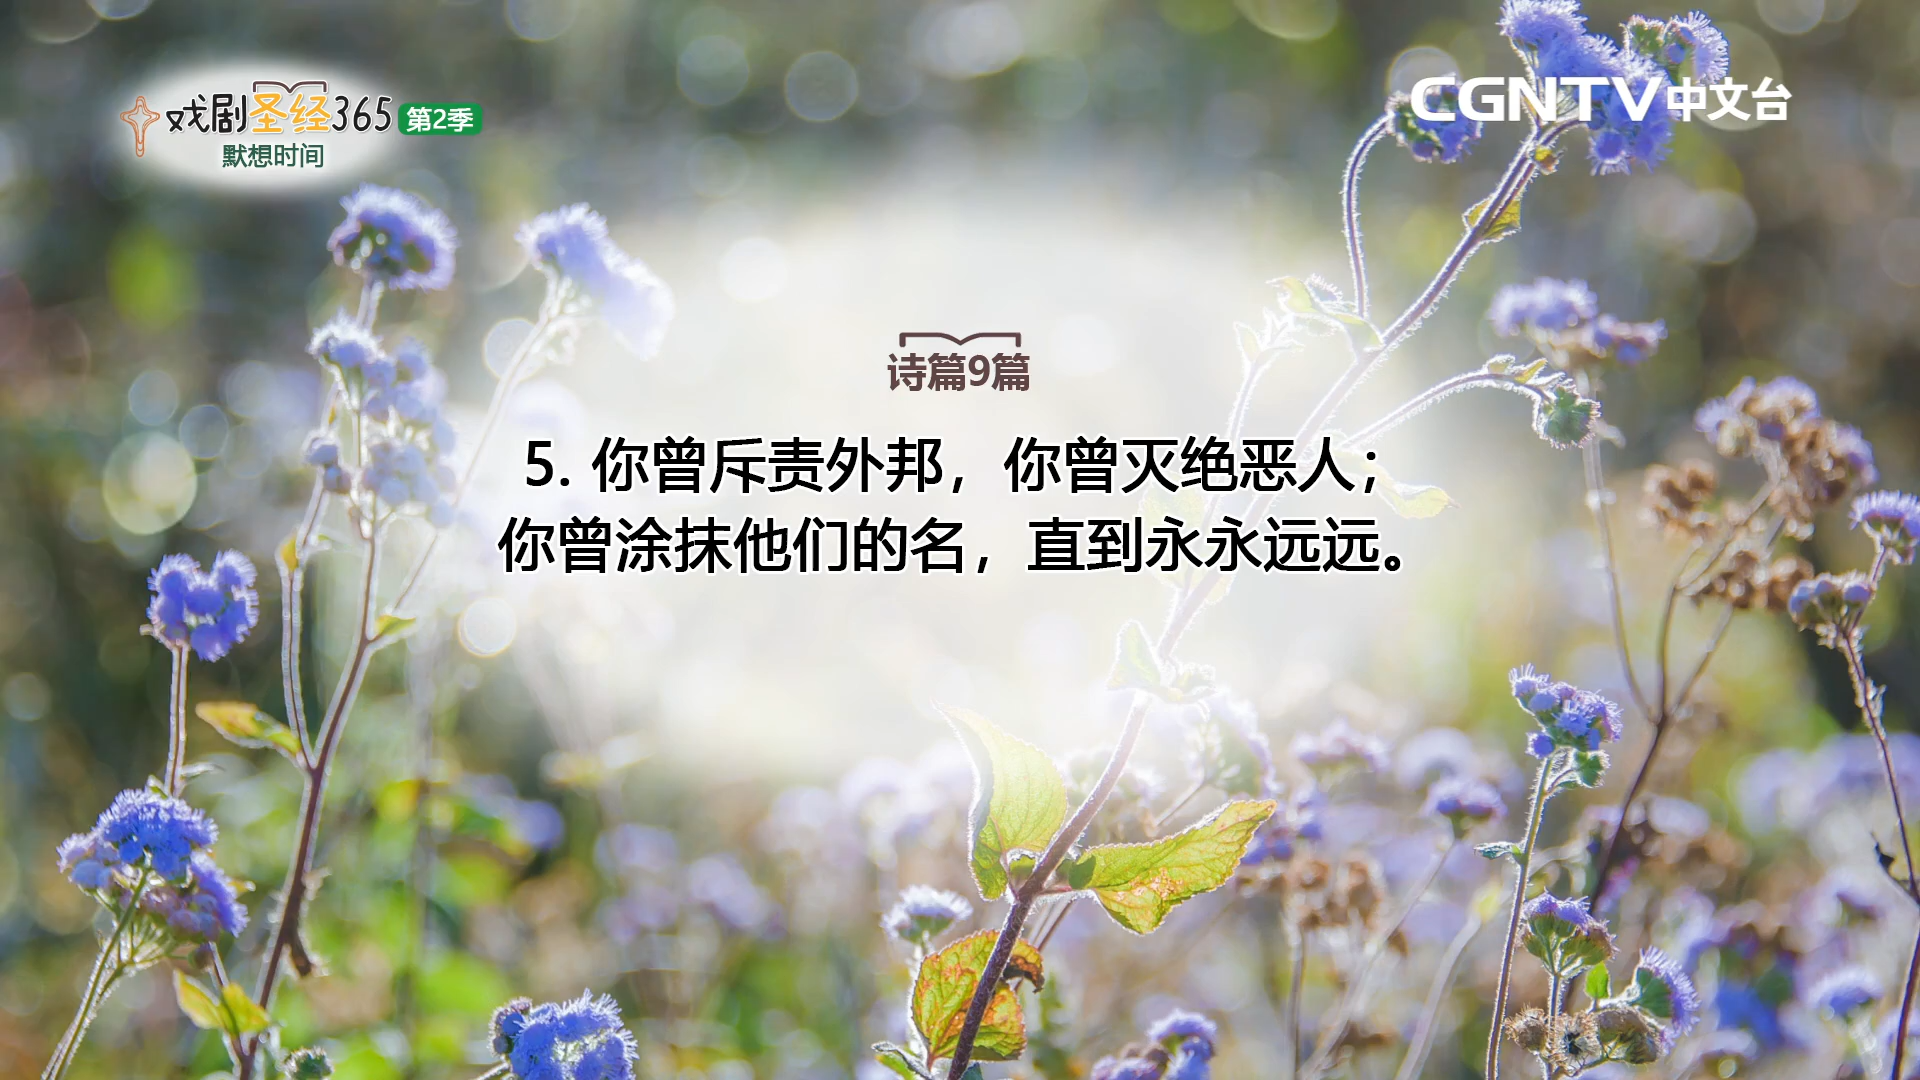 戏剧圣经365 第2季
默想时间
CGNTV中文台
诗篇9篇
5. 你曾斥责外邦，你曾灭绝恶人；
你曾涂抹他们的名，直到永永远远。